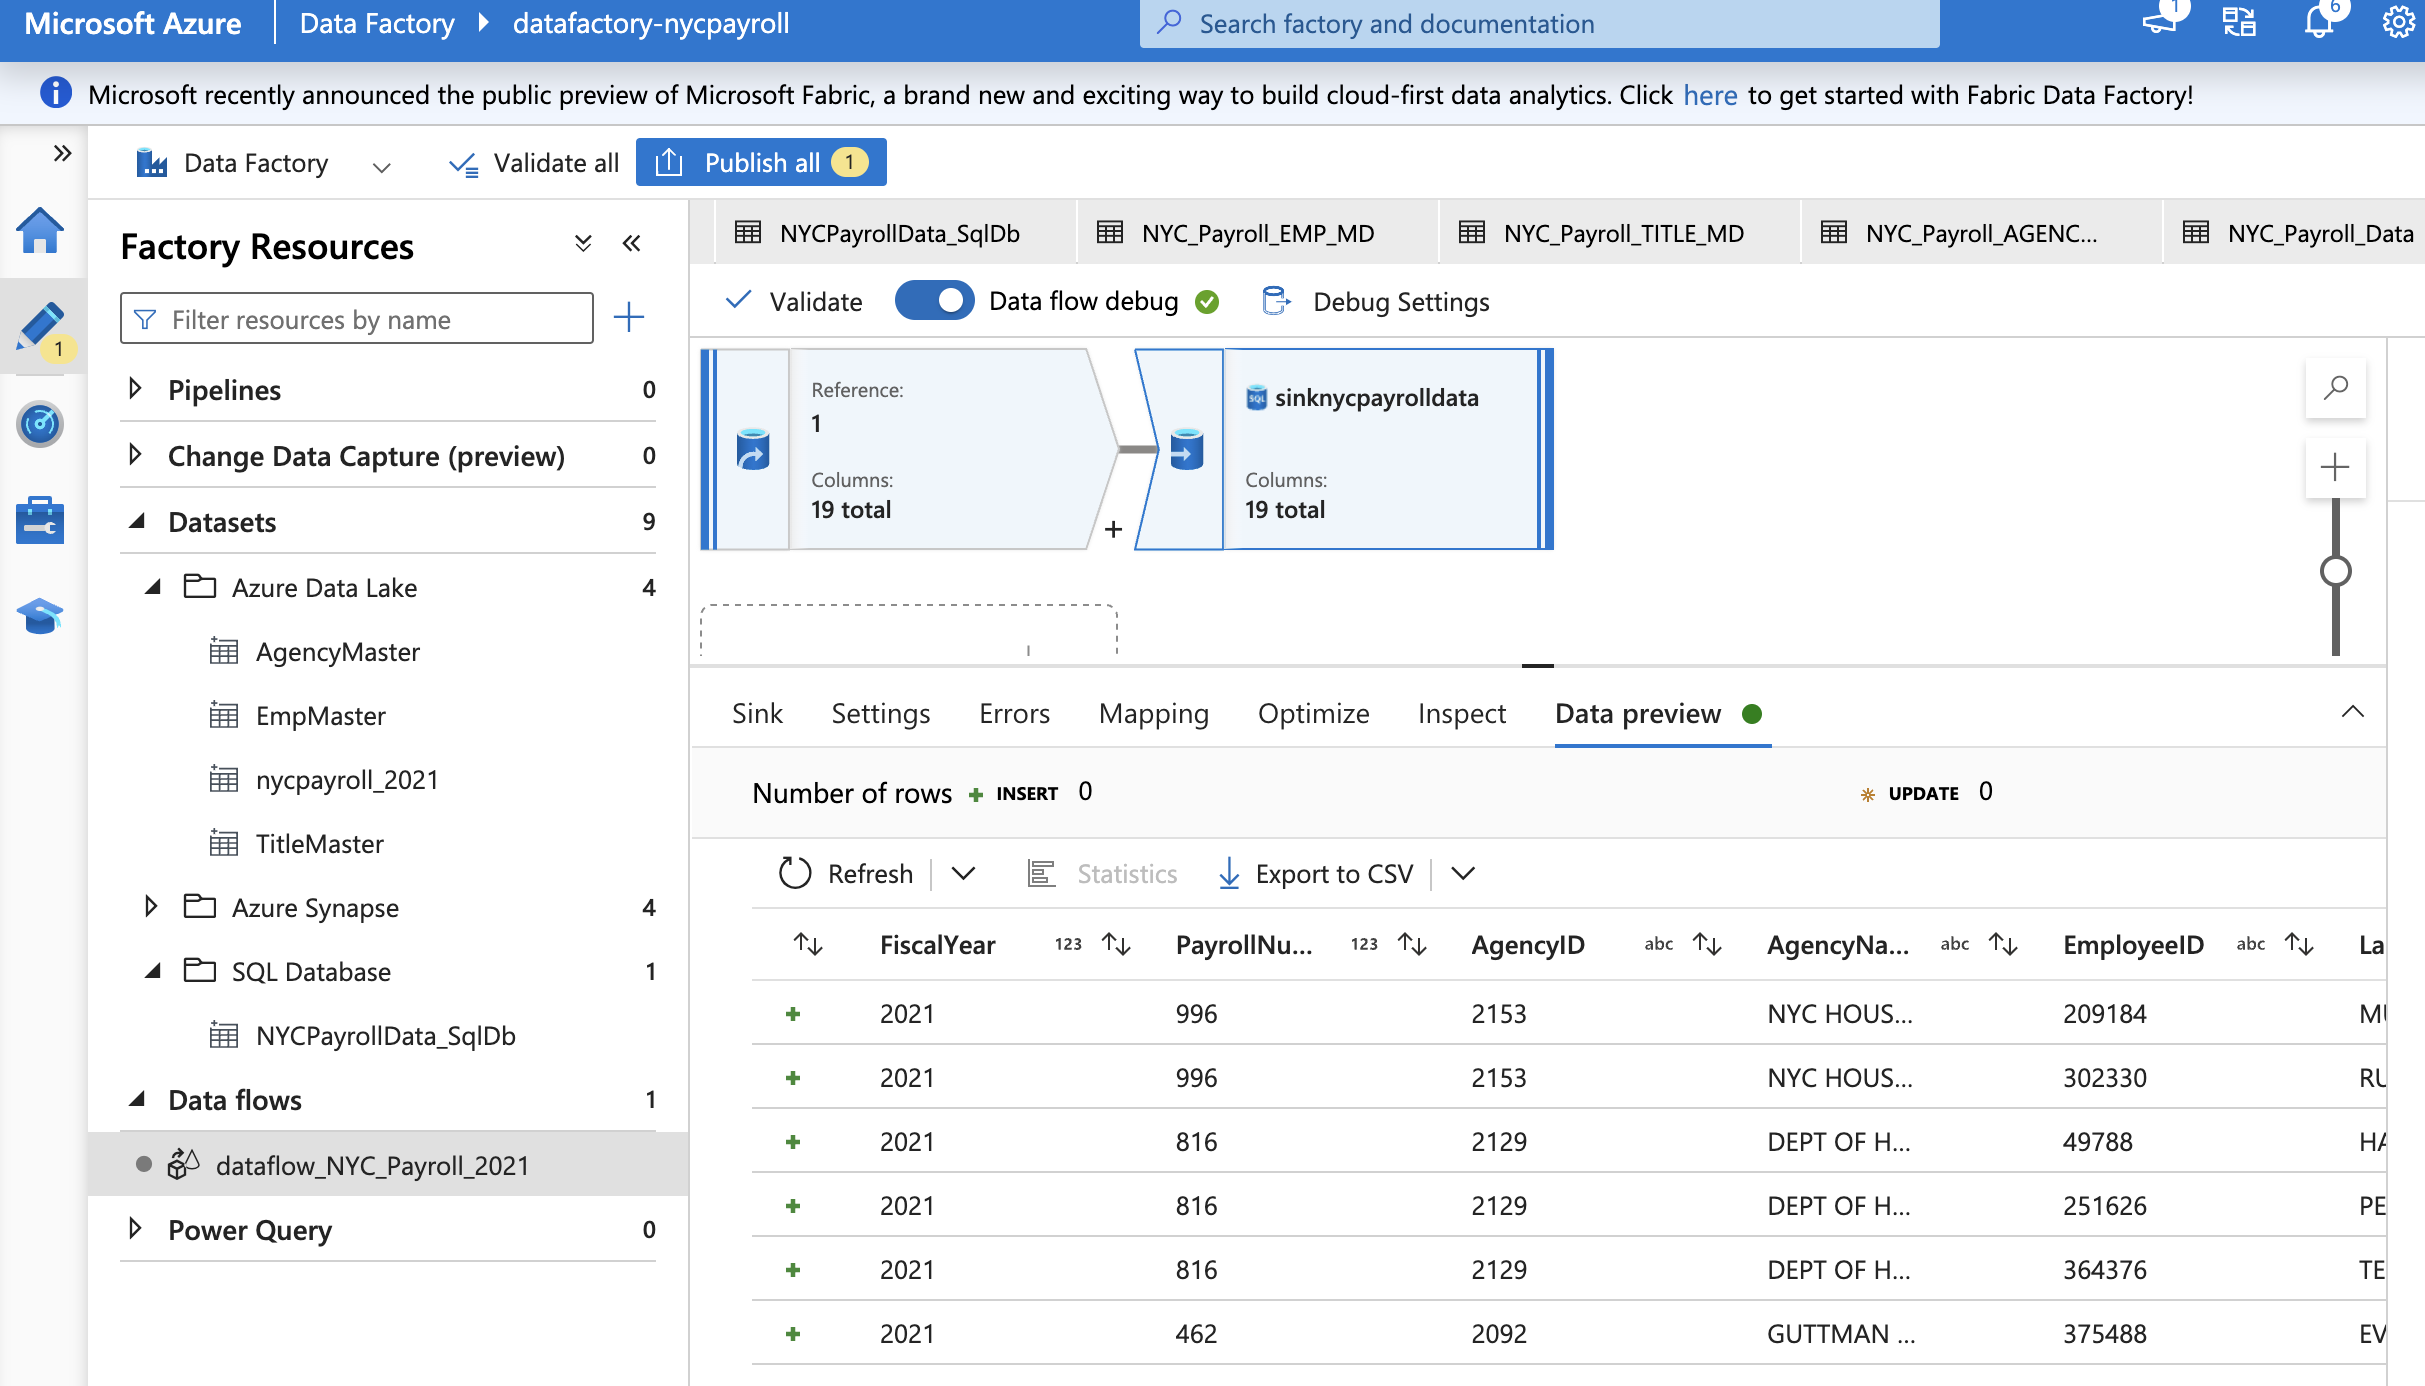 Microsoft Azure
Data Factory
datafactory-nycpayroll
Search factory and documentation
1
6
Microsoft recently announced the public preview of Microsoft Fabric, a brand new and exciting way to build cloud-first data analytics. Click here to get started with Fabric Data Factory!
Data Factory
Validate all
Publish all 1
Factory Resources
Filter resources by name
1
Pipelines 0
Change Data Capture (preview) 0
Datasets 9
Azure Data Lake 4
AgencyMaster
EmpMaster
nycpayroll_2021
TitleMaster
Azure Synapse 4
SQL Database 1
NYCPayrollData_SqlDb
Data flows 1
dataflow_NYC_Payroll_2021
Power Query 0
NYCPayrollData_SqlDb NYC_Payroll_EMP_MD NYC_Payroll_TITLE_MD NYC_Payroll_AGENC... NYC_Payroll_Data
Validate Data flow debug Debug Settings
Reference:
1
Columns:
19 total
SQL sinknycpayrolldata
Columns:
19 total
Sink Settings Errors Mapping Optimize Inspect Data preview
Number of rows + INSERT 0 UPDATE 0
Refresh Statistics Export to CSV
FiscalYear 123 PayrollNu... 123 AgencyID abc AgencyNa... abc EmployeeID abc La
2021 996 2153 NYC HOUS... 209184 MU
2021 996 2153 NYC HOUS... 302330 RU
2021 816 2129 DEPT OF H... 49788 HA
2021 816 2129 DEPT OF H... 251626 PE
2021 816 2129 DEPT OF H... 364376 TE
2021 462 2092 GUTTMAN ... 375488 EV